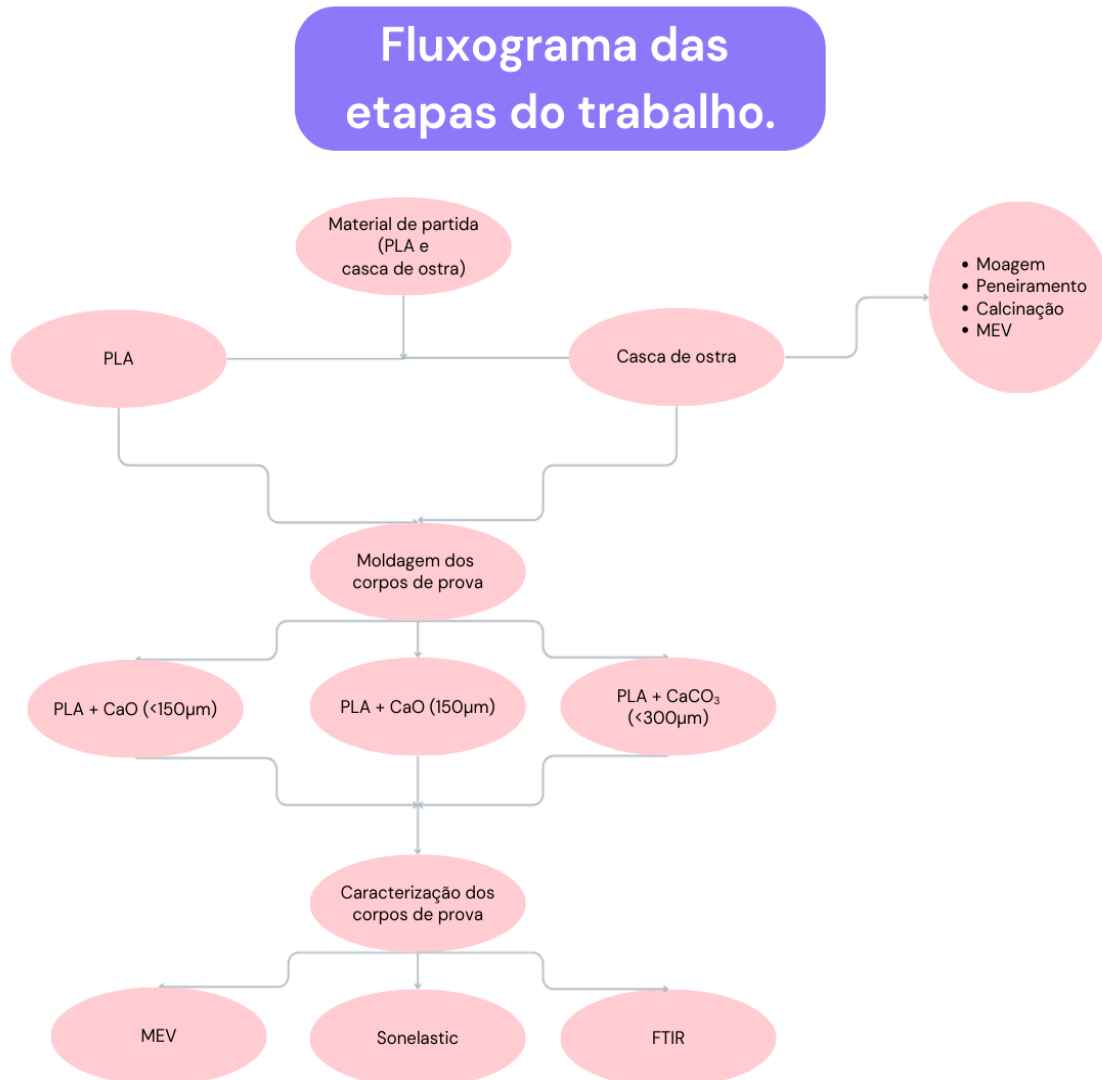 Fluxograma das
etapas do trabalho.
Material de partida
(PLA e
casca de ostra)
• Moagem
• Peneiramento
• Calcinação
• MEV
PLA
Casca de ostra
Moldagem dos
corpos de prova
PLA + CaO (<150µm)
PLA + CaO (150µm)
PLA + CaCO₃
(<300µm)
Caracterização dos
corpos de prova
MEV
Sonelastic
FTIR